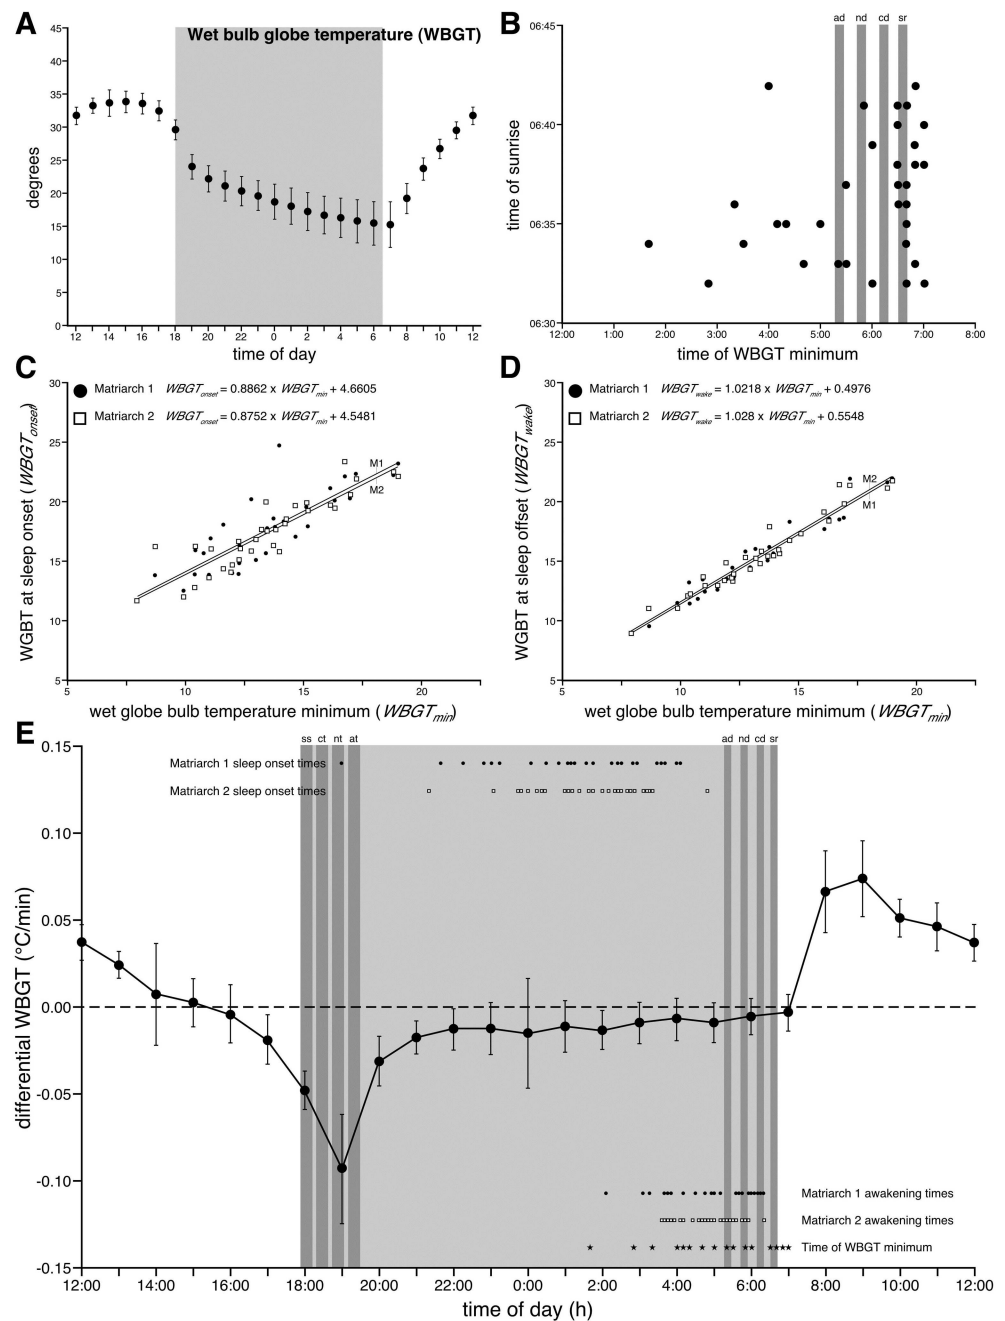 A
Wet bulb globe temperature (WBGT)
45
40
35
30
25
20
15
10
5
0
degrees
12 14 16 18 20 22 0 2 4 6 8 10 12
time of day
B
ad nd cd sr
06:45
06:40
06:35
06:30
time of sunrise
12:00 1:00 2:00 3:00 4:00 5:00 6:00 7:00 8:00
time of WBGT minimum
C
Matriarch 1 WBGTonset = 0.8862 x WBGTmin + 4.6605
Matriarch 2 WBGTonset = 0.8752 x WBGTmin + 4.5481
30
25
20
15
10
5
M1
M2
WGBT at sleep onset (WBGTonset)
5 10 15 20
wet globe bulb temperature minimum (WBGTmin)
D
Matriarch 1 WBGTwake = 1.0218 x WBGTmin + 0.4976
Matriarch 2 WBGTwake = 1.028 x WBGTmin + 0.5548
30
25
20
15
10
5
M2
M1
WGBT at sleep offset (WBGTwake)
5 10 15 20
wet globe bulb temperature minimum (WBGTmin)
E
ss ct nt at
ad nd cd sr
Matriarch 1 sleep onset times
Matriarch 2 sleep onset times
0.15
0.10
0.05
0.00
-0.05
-0.10
-0.15
differential WBGT (°C/min)
Matriarch 1 awakening times
Matriarch 2 awakening times
Time of WBGT minimum
12:00 14:00 16:00 18:00 20:00 22:00 0:00 2:00 4:00 6:00 8:00 10:00 12:00
time of day (h)